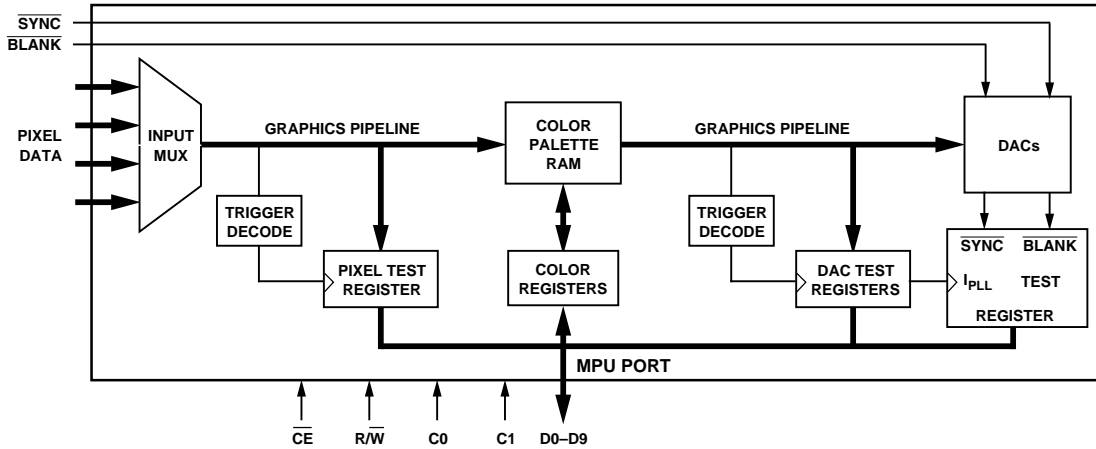 SYNC
BLANK
PIXEL
DATA
INPUT
MUX
GRAPHICS PIPELINE
TRIGGER
DECODE
PIXEL TEST
REGISTER
COLOR
PALETTE
RAM
COLOR
REGISTERS
GRAPHICS PIPELINE
TRIGGER
DECODE
DAC TEST
REGISTERS
DACs
SYNC BLANK
IPLL TEST
REGISTER
MPU PORT
CE R/W C0 C1 D0–D9